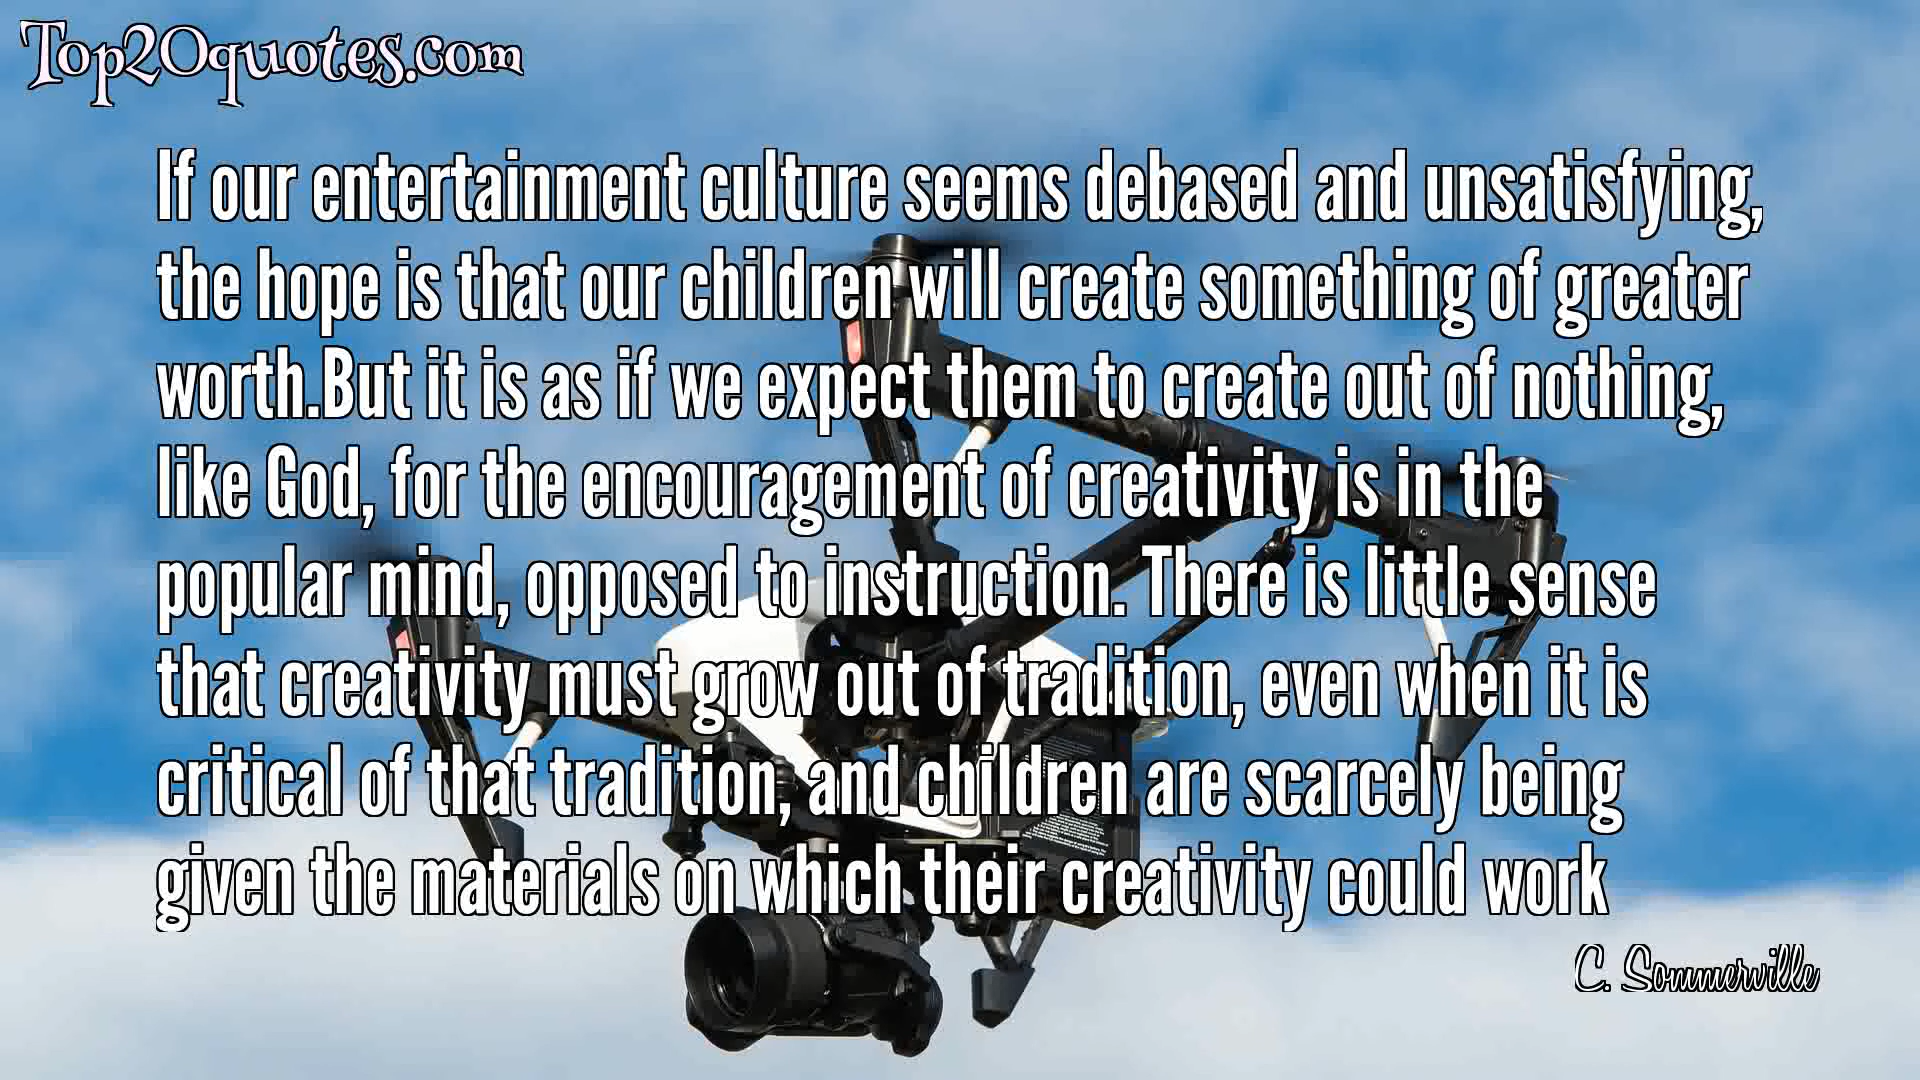 Top20quotes.com
If our entertainment culture seems debased and unsatisfying,
the hope is that our children will create something of greater
worth.But it is as if we expect them to create out of nothing,
like God, for the encouragement of creativity is in the
popular mind, opposed to instruction. There is little sense
that creativity must grow out of tradition, even when it is
critical of that tradition, and children are scarcely being
given the materials on which their creativity could work
C. Sommerville